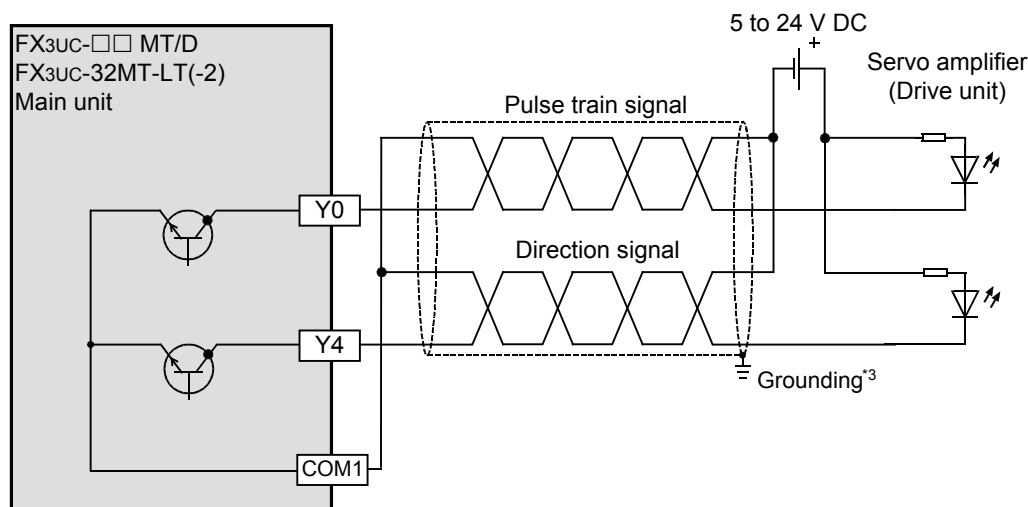 FX3UC-□□ MT/D
FX3UC-32MT-LT(-2)
Main unit
5 to 24 V DC
+
Servo amplifier
(Drive unit)
Pulse train signal
Y0
Direction signal
Y4
Grounding*3
COM1